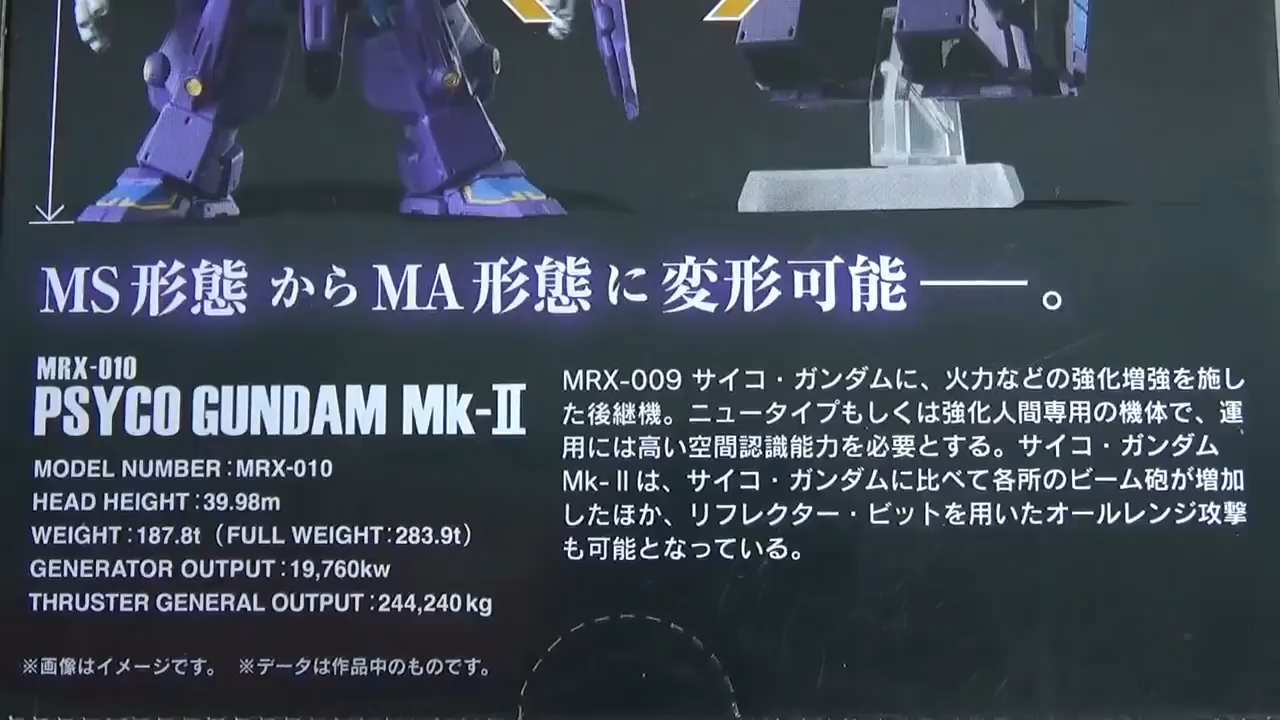 MS形態からMA形態に変形可能――。
MRX-010
PSYCO GUNDAM Mk-II
MODEL NUMBER:MRX-010
HEAD HEIGHT:39.98m
WEIGHT:187.8t（FULL WEIGHT:283.9t）
GENERATOR OUTPUT:19,760kw
THRUSTER GENERAL OUTPUT:244,240kg
MRX-009 サイコ・ガンダムに、火力などの強化増強を施し
た後継機。ニュータイプもしくは強化人間専用の機体で、運
用には高い空間認識能力を必要とする。サイコ・ガンダム
Mk-Ⅱは、サイコ・ガンダムに比べて各所のビーム砲が増加
したほか、リフレクター・ビットを用いたオールレンジ攻撃
も可能となっている。
※画像はイメージです。 ※データは作品中のものです。